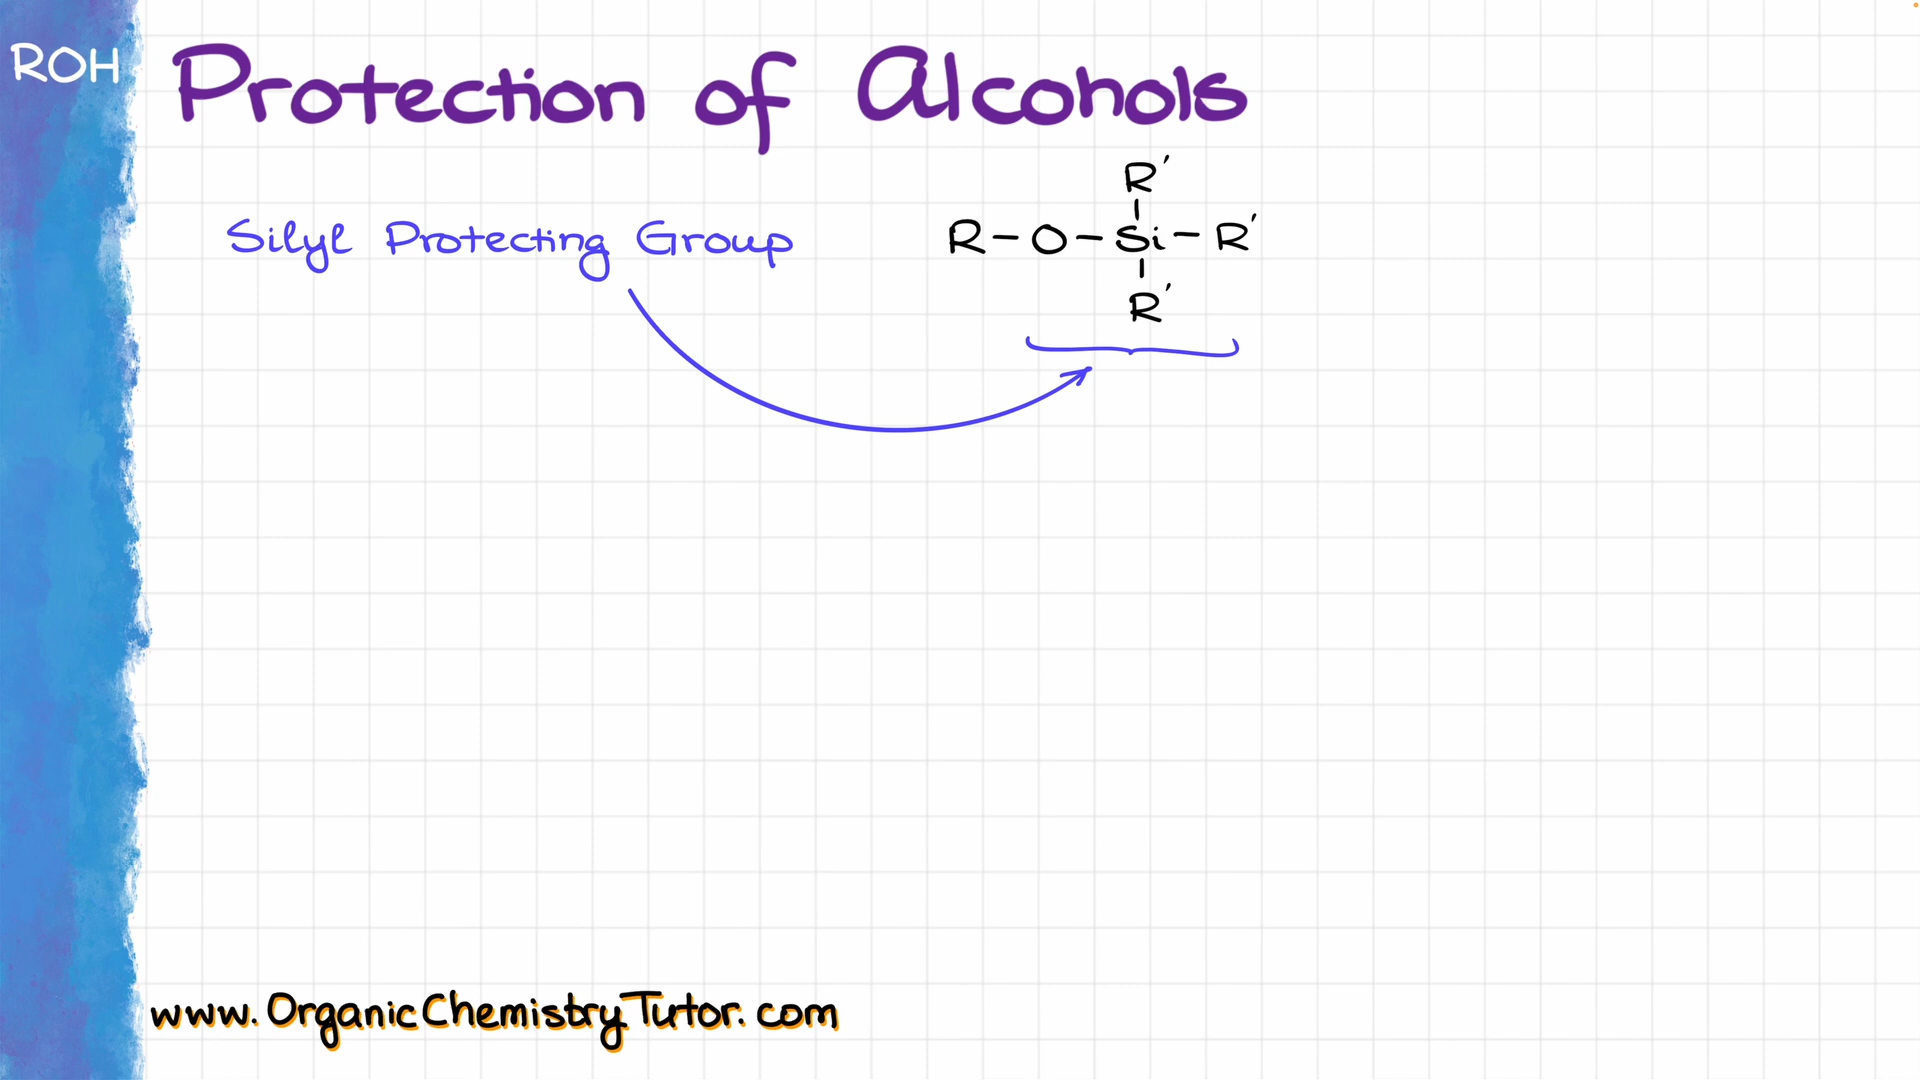 ROH
Protection of Alcohols
Silyl Protecting Group
R′
R – O – Si – R′
R′
www.OrganicChemistryTutor.com